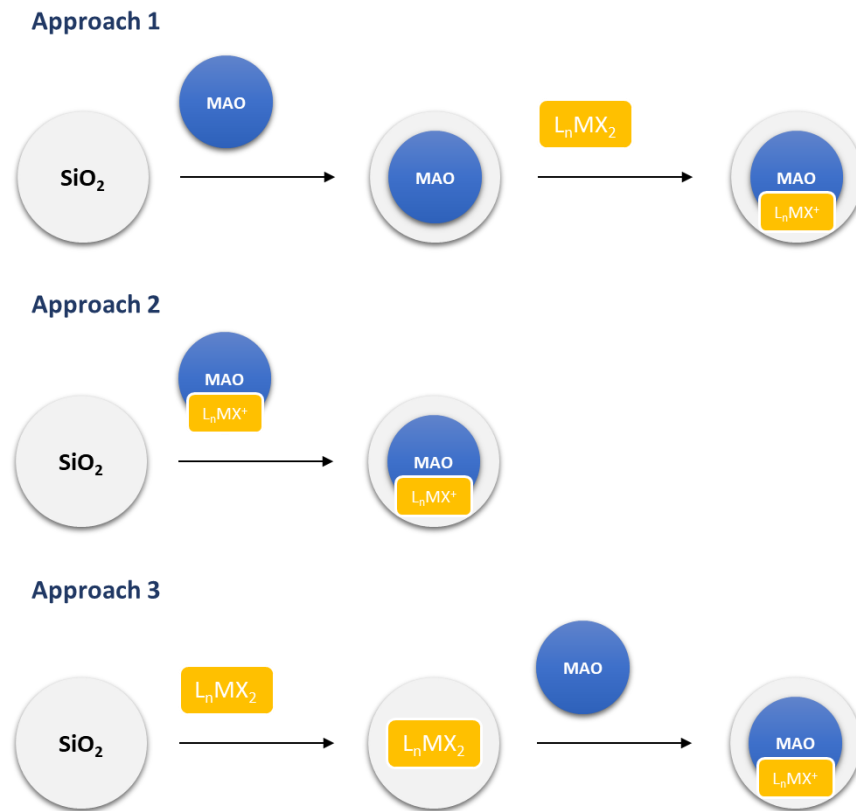 Approach 1
MAO
LₙMX₂
SiO₂
MAO
MAO
LₙMX⁺
Approach 2
MAO
LₙMX⁺
SiO₂
MAO
LₙMX⁺
Approach 3
LₙMX₂
MAO
SiO₂
LₙMX₂
MAO
LₙMX⁺